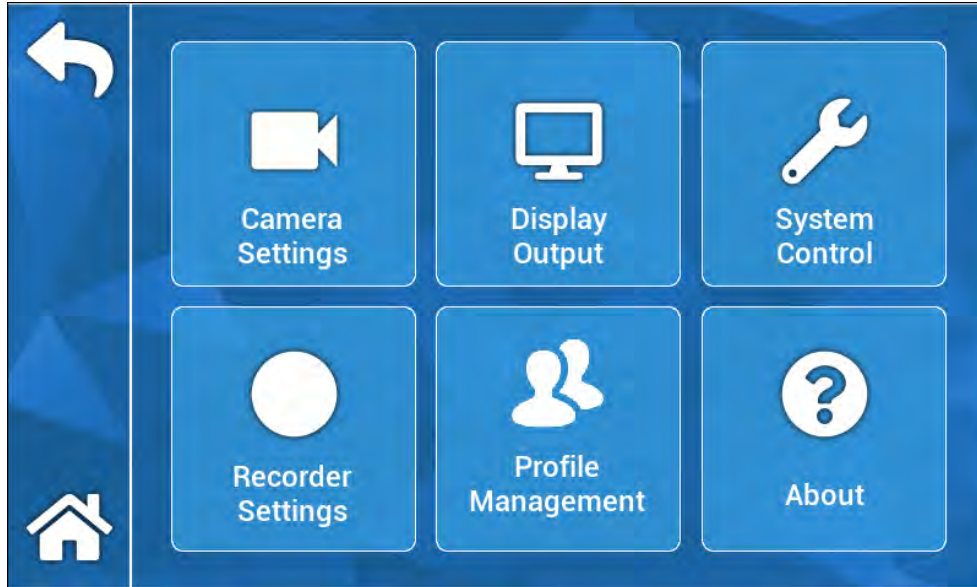 Camera
Settings
Display
Output
System
Control
Recorder
Settings
Profile
Management
About